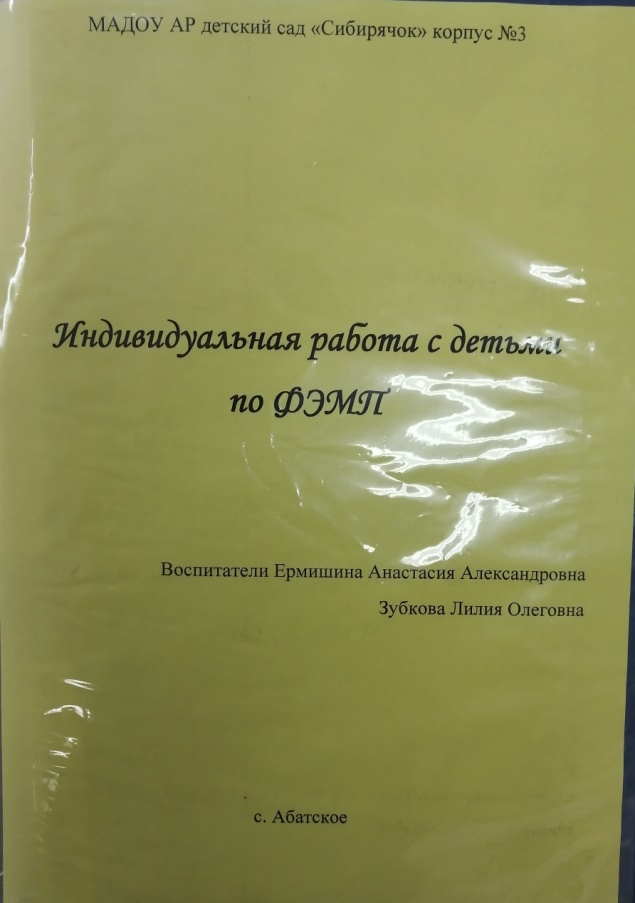 МАДОУ АР детский сад «Сибирячок» корпус №3
Индивидуальная работа с детьми
по ФЭМП
Воспитатели Ермишина Анастасия Александровна
Зубкова Лилия Олеговна
с. Абатское